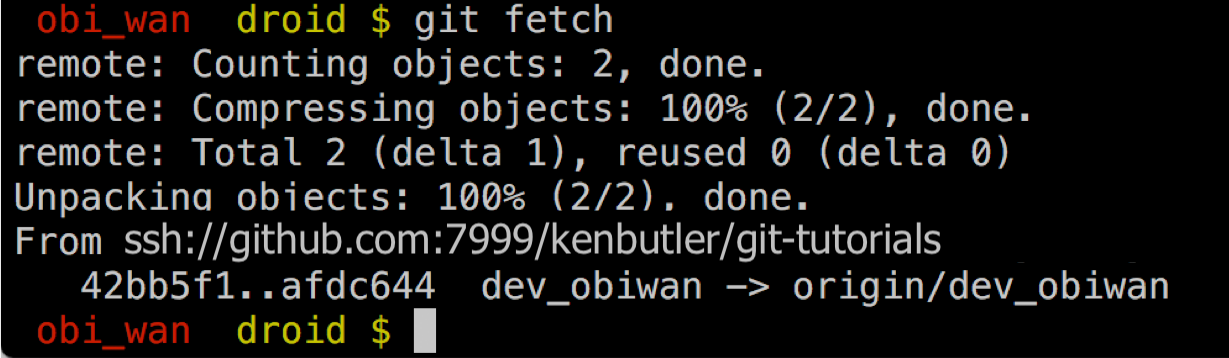 obi_wan droid $ git fetch
remote: Counting objects: 2, done.
remote: Compressing objects: 100% (2/2), done.
remote: Total 2 (delta 1), reused 0 (delta 0)
Unpacking objects: 100% (2/2), done.
From ssh://github.com:7999/kenbutler/git-tutorials
42bb5f1..afdc644 dev_obiwan -> origin/dev_obiwan
obi_wan droid $